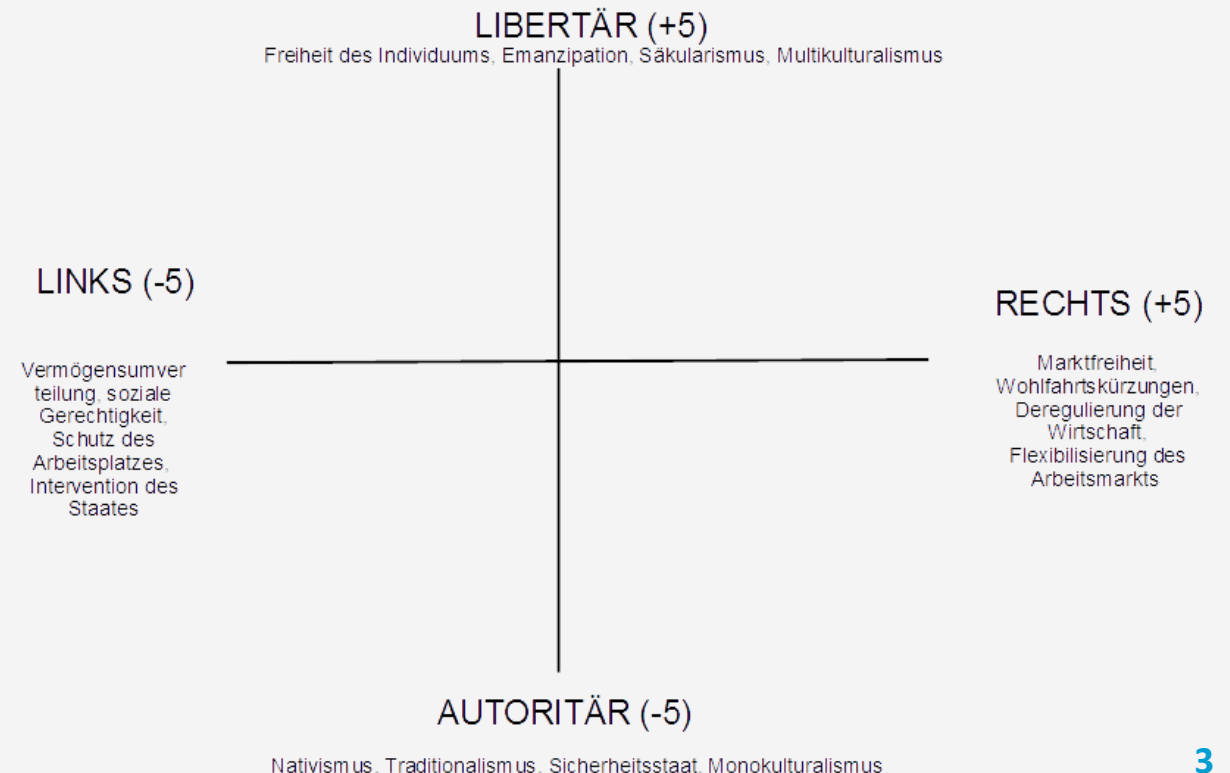 LIBERTÄR (+5)
Freiheit des Individuums, Emanzipation, Säkularismus, Multikulturalismus
LINKS (-5)
Vermögensumver
teilung, soziale
Gerechtigkeit,
Schutz des
Arbeitsplatzes,
Intervention des
Staates
RECHTS (+5)
Marktfreiheit,
Wohlfahrtskürzungen,
Deregulierung der
Wirtschaft,
Flexibilisierung des
Arbeitsmarkts
AUTORITÄR (-5)
Nativismus, Traditionalismus, Sicherheitsstaat, Monokulturalismus
3